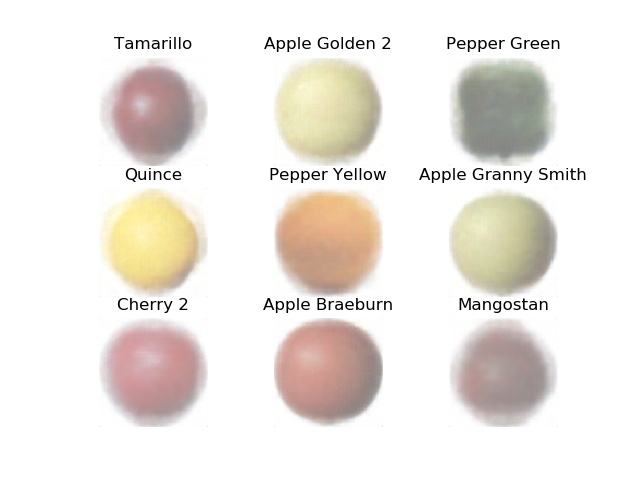 Tamarillo
Apple Golden 2
Pepper Green
Quince
Pepper Yellow
Apple Granny Smith
Cherry 2
Apple Braeburn
Mangostan